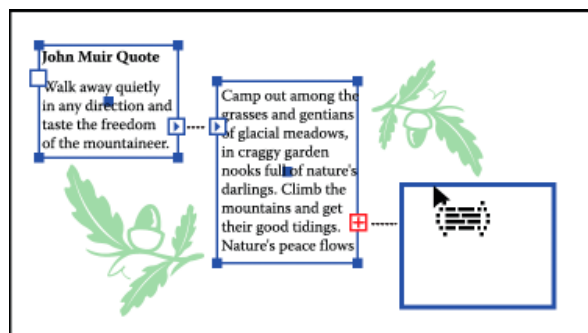 John Muir Quote
Walk away quietly
in any direction and
taste the freedom
of the mountaineer.
Camp out among the
grasses and gentians
of glacial meadows,
in craggy garden
nooks full of nature's
darlings. Climb the
mountains and get
their good tidings.
Nature's peace flows